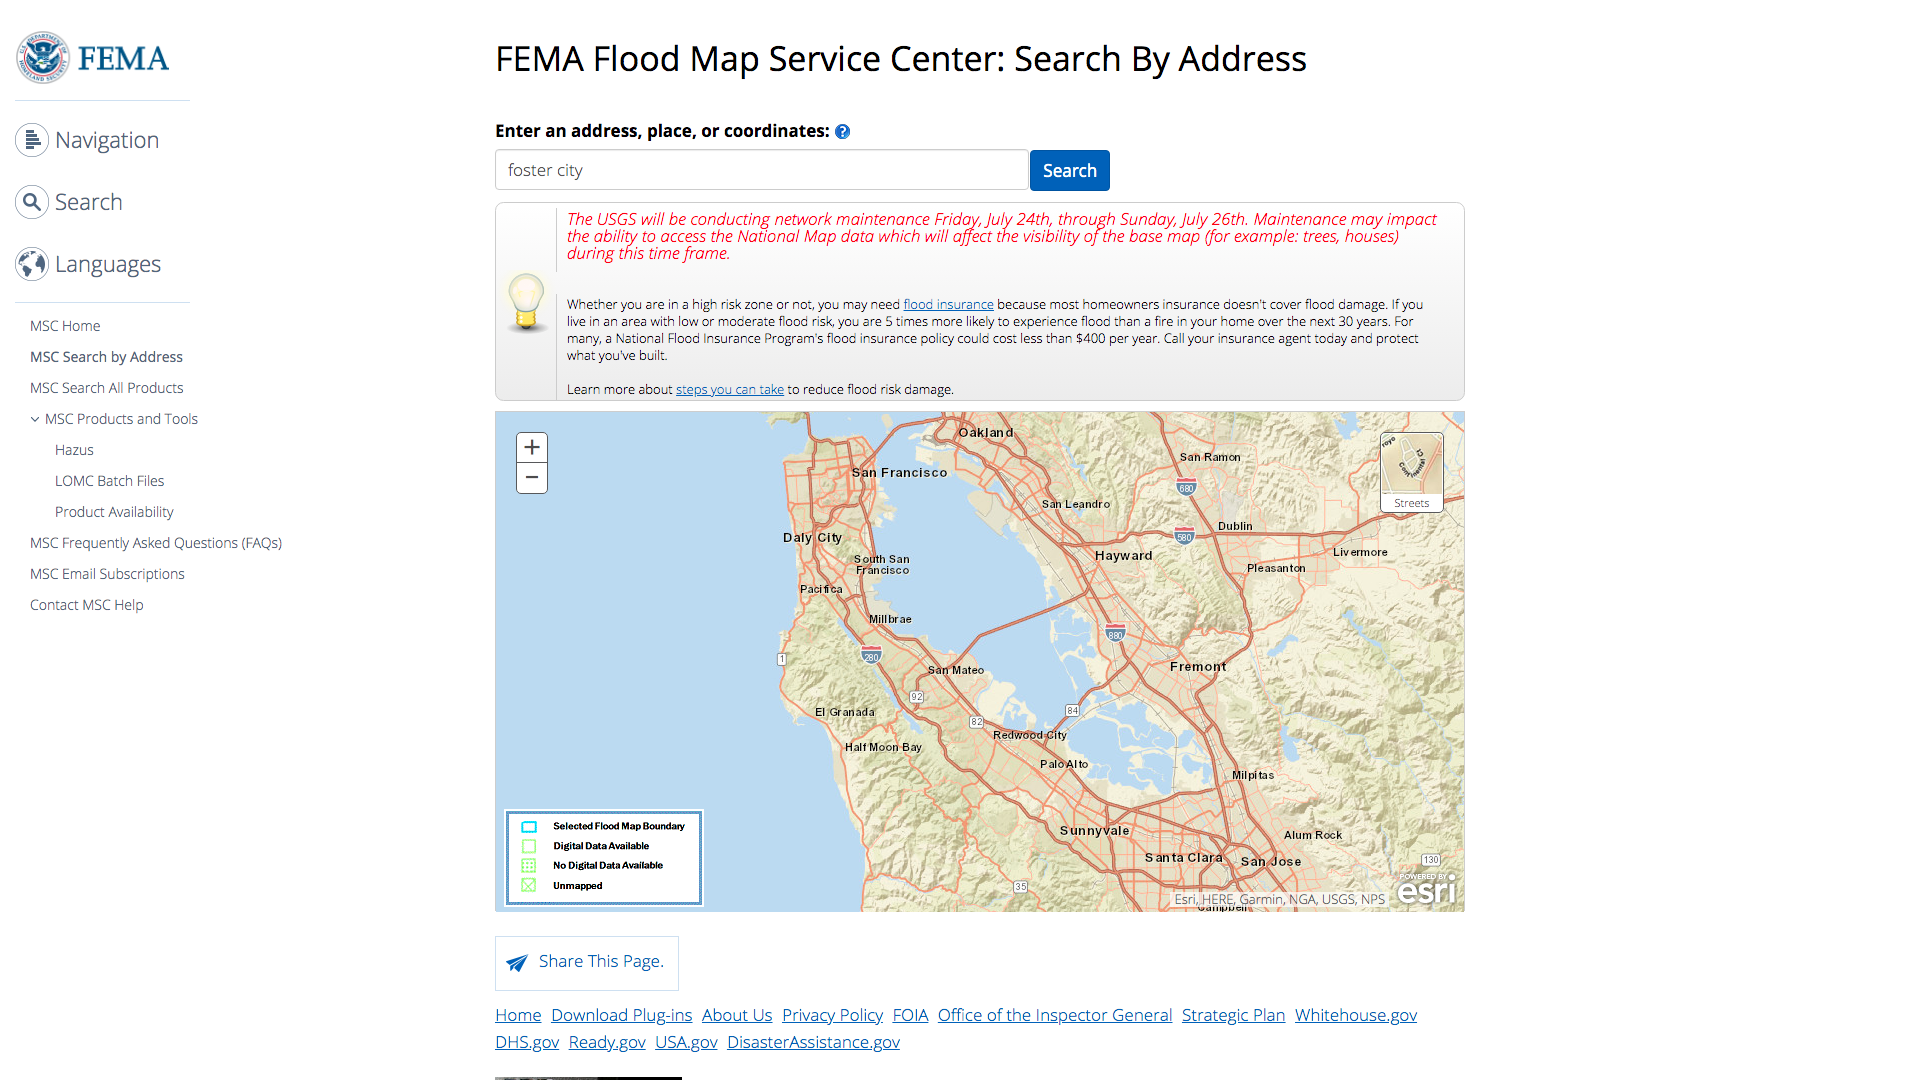 FEMA
Navigation
Search
Languages
MSC Home
MSC Search by Address
MSC Search All Products
MSC Products and Tools
Hazus
LOMC Batch Files
Product Availability
MSC Frequently Asked Questions (FAQs)
MSC Email Subscriptions
Contact MSC Help
FEMA Flood Map Service Center: Search By Address
Enter an address, place, or coordinates: ?
foster city
Search
The USGS will be conducting network maintenance Friday, July 24th, through Sunday, July 26th. Maintenance may impact
the ability to access the National Map data which will affect the visibility of the base map (for example: trees, houses)
during this time frame.
Whether you are in a high risk zone or not, you may need flood insurance because most homeowners insurance doesn't cover flood damage. If you
live in an area with low or moderate flood risk, you are 5 times more likely to experience flood than a fire in your home over the next 30 years. For
many, a National Flood Insurance Program's flood insurance policy could cost less than $400 per year. Call your insurance agent today and protect
what you've built.
Learn more about steps you can take to reduce flood risk damage.
+
−
Oakland
San Francisco
San Ramon
680
San Leandro
Streets
Dublin
580
Daly City
Hayward
Livermore
South San
Francisco
Pleasanton
Pacifica
Millbrae
880
280
1
San Mateo
Fremont
92
El Granada
84
82
Redwood City
Half Moon Bay
Palo Alto
Milpitas
Sunnyvale
Alum Rock
Santa Clara
San Jose
130
35
Campbell
Selected Flood Map Boundary
Digital Data Available
No Digital Data Available
Unmapped
Esri, HERE, Garmin, NGA, USGS, NPS
POWERED BY
esri
Share This Page.
Home Download Plug-ins About Us Privacy Policy FOIA Office of the Inspector General Strategic Plan Whitehouse.gov
DHS.gov Ready.gov USA.gov DisasterAssistance.gov